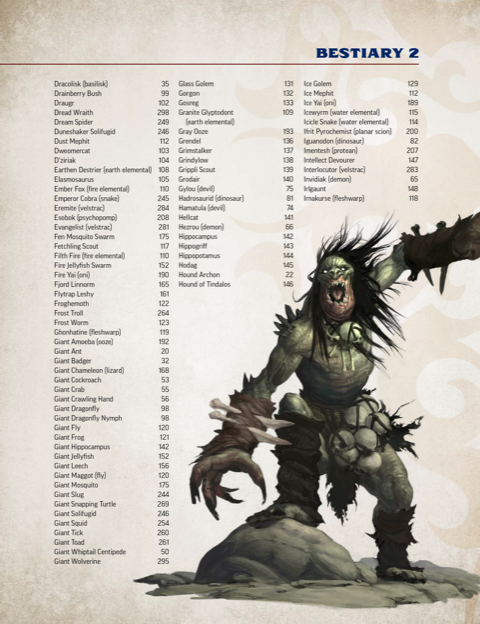 BESTIARY 2
Dracolisk (basilisk) 35
Drainberry Bush 99
Draugr 102
Dread Wraith 298
Dream Spider 249
Duneshaker Solifugid 246
Dust Mephit 112
Dweomercat 103
D'ziriak 104
Earthen Destrier (earth elemental) 108
Elasmosaurus 105
Ember Fox (fire elemental) 110
Emperor Cobra (snake) 245
Eremite (velstrac) 284
Esobok (psychopomp) 208
Evangelist (velstrac) 281
Fen Mosquito Swarm 175
Fetchling Scout 117
Filth Fire (fire elemental) 110
Fire Jellyfish Swarm 152
Fire Yai (oni) 190
Fjord Linnorm 165
Flytrap Leshy 161
Froghemoth 122
Frost Troll 264
Frost Worm 123
Ghonhatine (fleshwarp) 119
Giant Amoeba (ooze) 192
Giant Ant 20
Giant Badger 32
Giant Chameleon (lizard) 168
Giant Cockroach 53
Giant Crab 55
Giant Crawling Hand 56
Giant Dragonfly 98
Giant Dragonfly Nymph 98
Giant Fly 120
Giant Frog 121
Giant Hippocampus 142
Giant Jellyfish 152
Giant Leech 156
Giant Maggot (fly) 120
Giant Mosquito 175
Giant Slug 244
Giant Snapping Turtle 269
Giant Solifugid 246
Giant Squid 254
Giant Tick 260
Giant Toad 261
Giant Whiptail Centipede 50
Giant Wolverine 295
Glass Golem 131
Gorgon 132
Gosreg 133
Granite Glyptodont 109
(earth elemental)
Gray Ooze 193
Grendel 136
Grimstalker 137
Grindylow 138
Grippli Scout 139
Grodair 140
Gylou (devil) 75
Hadrosaurid (dinosaur) 81
Hamatula (devil) 74
Hellcat 141
Hezrou (demon) 66
Hippocampus 142
Hippogriff 143
Hippopotamus 144
Hodag 145
Hound Archon 22
Hound of Tindalos 146
Ice Golem 129
Ice Mephit 112
Ice Yai (oni) 189
Icewyrm (water elemental) 115
Icicle Snake (water elemental) 114
Ifrit Pyrochemist (planar scion) 200
Iguanodon (dinosaur) 82
Imentesh (protean) 207
Intellect Devourer 147
Interlocutor (velstrac) 283
Invidiak (demon) 65
Irlgaunt 148
Imakurse (fleshwarp) 118